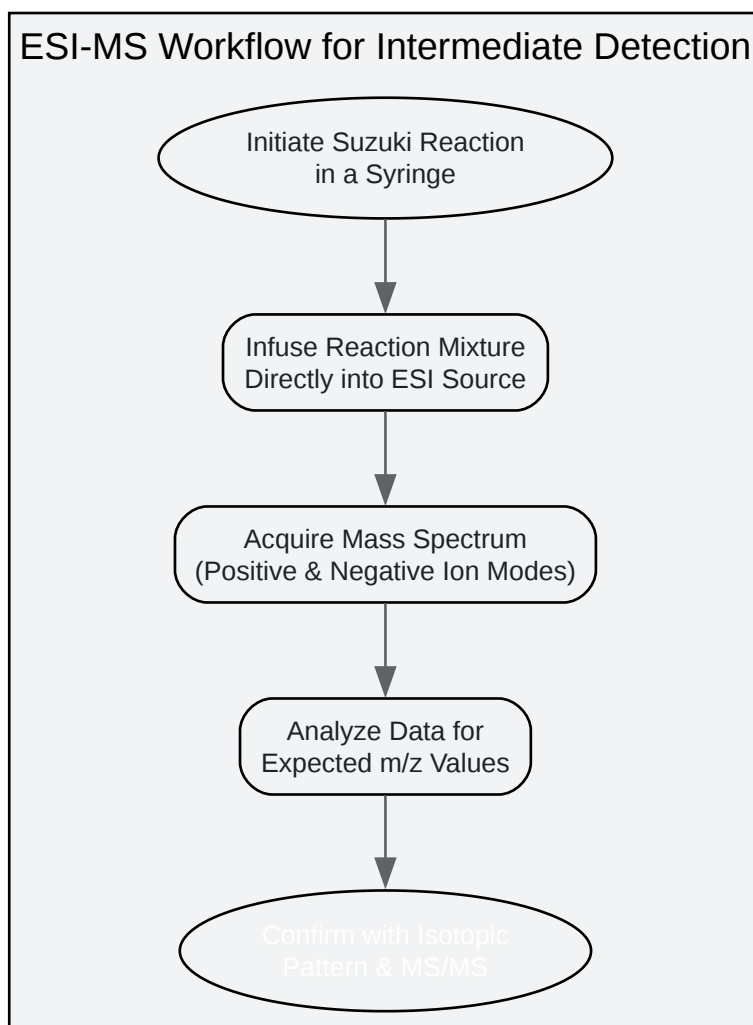 ESI-MS Workflow for Intermediate Detection
Initiate Suzuki Reaction
in a Syringe
Infuse Reaction Mixture
Directly into ESI Source
Acquire Mass Spectrum
(Positive & Negative Ion Modes)
Analyze Data for
Expected m/z Values
Confirm with Isotopic
Pattern & MS/MS